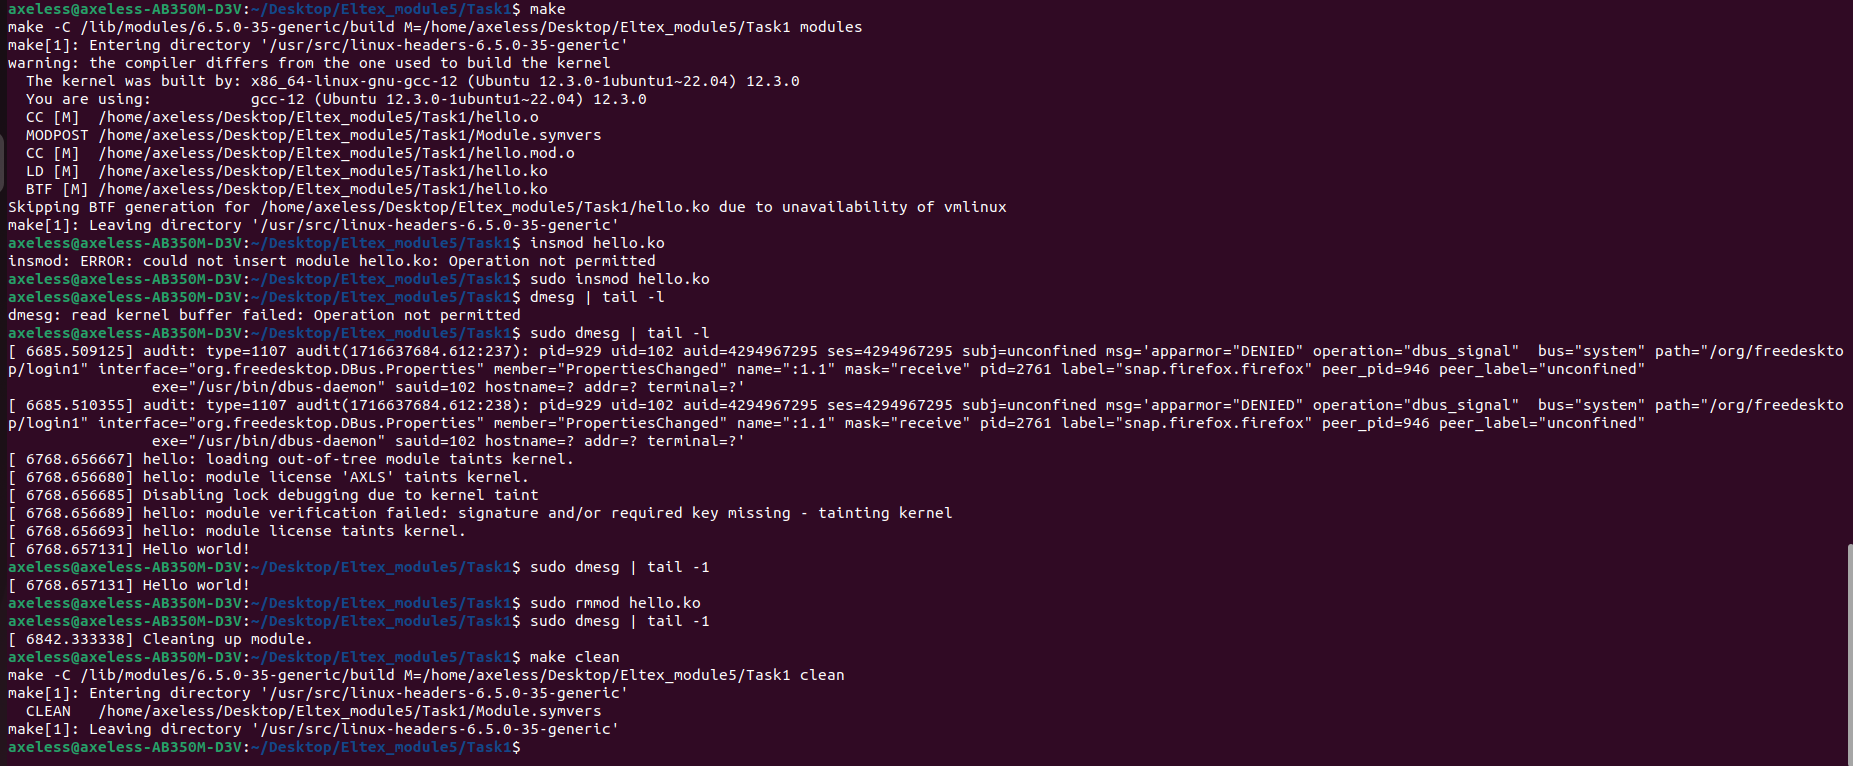 axeless@axeless-AB350M-D3V:~/Desktop/Eltex_module5/Task1$ make
make -C /lib/modules/6.5.0-35-generic/build M=/home/axeless/Desktop/Eltex_module5/Task1 modules
make[1]: Entering directory '/usr/src/linux-headers-6.5.0-35-generic'
warning: the compiler differs from the one used to build the kernel
  The kernel was built by: x86_64-linux-gnu-gcc-12 (Ubuntu 12.3.0-1ubuntu1~22.04) 12.3.0
  You are using:           gcc-12 (Ubuntu 12.3.0-1ubuntu1~22.04) 12.3.0
  CC [M]  /home/axeless/Desktop/Eltex_module5/Task1/hello.o
  MODPOST /home/axeless/Desktop/Eltex_module5/Task1/Module.symvers
  CC [M]  /home/axeless/Desktop/Eltex_module5/Task1/hello.mod.o
  LD [M]  /home/axeless/Desktop/Eltex_module5/Task1/hello.ko
  BTF [M] /home/axeless/Desktop/Eltex_module5/Task1/hello.ko
Skipping BTF generation for /home/axeless/Desktop/Eltex_module5/Task1/hello.ko due to unavailability of vmlinux
make[1]: Leaving directory '/usr/src/linux-headers-6.5.0-35-generic'
axeless@axeless-AB350M-D3V:~/Desktop/Eltex_module5/Task1$ insmod hello.ko
insmod: ERROR: could not insert module hello.ko: Operation not permitted
axeless@axeless-AB350M-D3V:~/Desktop/Eltex_module5/Task1$ sudo insmod hello.ko
axeless@axeless-AB350M-D3V:~/Desktop/Eltex_module5/Task1$ dmesg | tail -l
dmesg: read kernel buffer failed: Operation not permitted
axeless@axeless-AB350M-D3V:~/Desktop/Eltex_module5/Task1$ sudo dmesg | tail -l
[ 6685.509125] audit: type=1107 audit(1716637684.612:237): pid=929 uid=102 auid=4294967295 ses=4294967295 subj=unconfined msg='apparmor="DENIED" operation="dbus_signal"  bus="system" path="/org/freedeskto
p/login1" interface="org.freedesktop.DBus.Properties" member="PropertiesChanged" name=":1.1" mask="receive" pid=2761 label="snap.firefox.firefox" peer_pid=946 peer_label="unconfined"
                exe="/usr/bin/dbus-daemon" sauid=102 hostname=? addr=? terminal=?'
[ 6685.510355] audit: type=1107 audit(1716637684.612:238): pid=929 uid=102 auid=4294967295 ses=4294967295 subj=unconfined msg='apparmor="DENIED" operation="dbus_signal"  bus="system" path="/org/freedeskto
p/login1" interface="org.freedesktop.DBus.Properties" member="PropertiesChanged" name=":1.1" mask="receive" pid=2761 label="snap.firefox.firefox" peer_pid=946 peer_label="unconfined"
                exe="/usr/bin/dbus-daemon" sauid=102 hostname=? addr=? terminal=?'
[ 6768.656667] hello: loading out-of-tree module taints kernel.
[ 6768.656680] hello: module license 'AXLS' taints kernel.
[ 6768.656685] Disabling lock debugging due to kernel taint
[ 6768.656689] hello: module verification failed: signature and/or required key missing - tainting kernel
[ 6768.656693] hello: module license taints kernel.
[ 6768.657131] Hello world!
axeless@axeless-AB350M-D3V:~/Desktop/Eltex_module5/Task1$ sudo dmesg | tail -1
[ 6768.657131] Hello world!
axeless@axeless-AB350M-D3V:~/Desktop/Eltex_module5/Task1$ sudo rmmod hello.ko
axeless@axeless-AB350M-D3V:~/Desktop/Eltex_module5/Task1$ sudo dmesg | tail -1
[ 6842.333338] Cleaning up module.
axeless@axeless-AB350M-D3V:~/Desktop/Eltex_module5/Task1$ make clean
make -C /lib/modules/6.5.0-35-generic/build M=/home/axeless/Desktop/Eltex_module5/Task1 clean
make[1]: Entering directory '/usr/src/linux-headers-6.5.0-35-generic'
  CLEAN   /home/axeless/Desktop/Eltex_module5/Task1/Module.symvers
make[1]: Leaving directory '/usr/src/linux-headers-6.5.0-35-generic'
axeless@axeless-AB350M-D3V:~/Desktop/Eltex_module5/Task1$